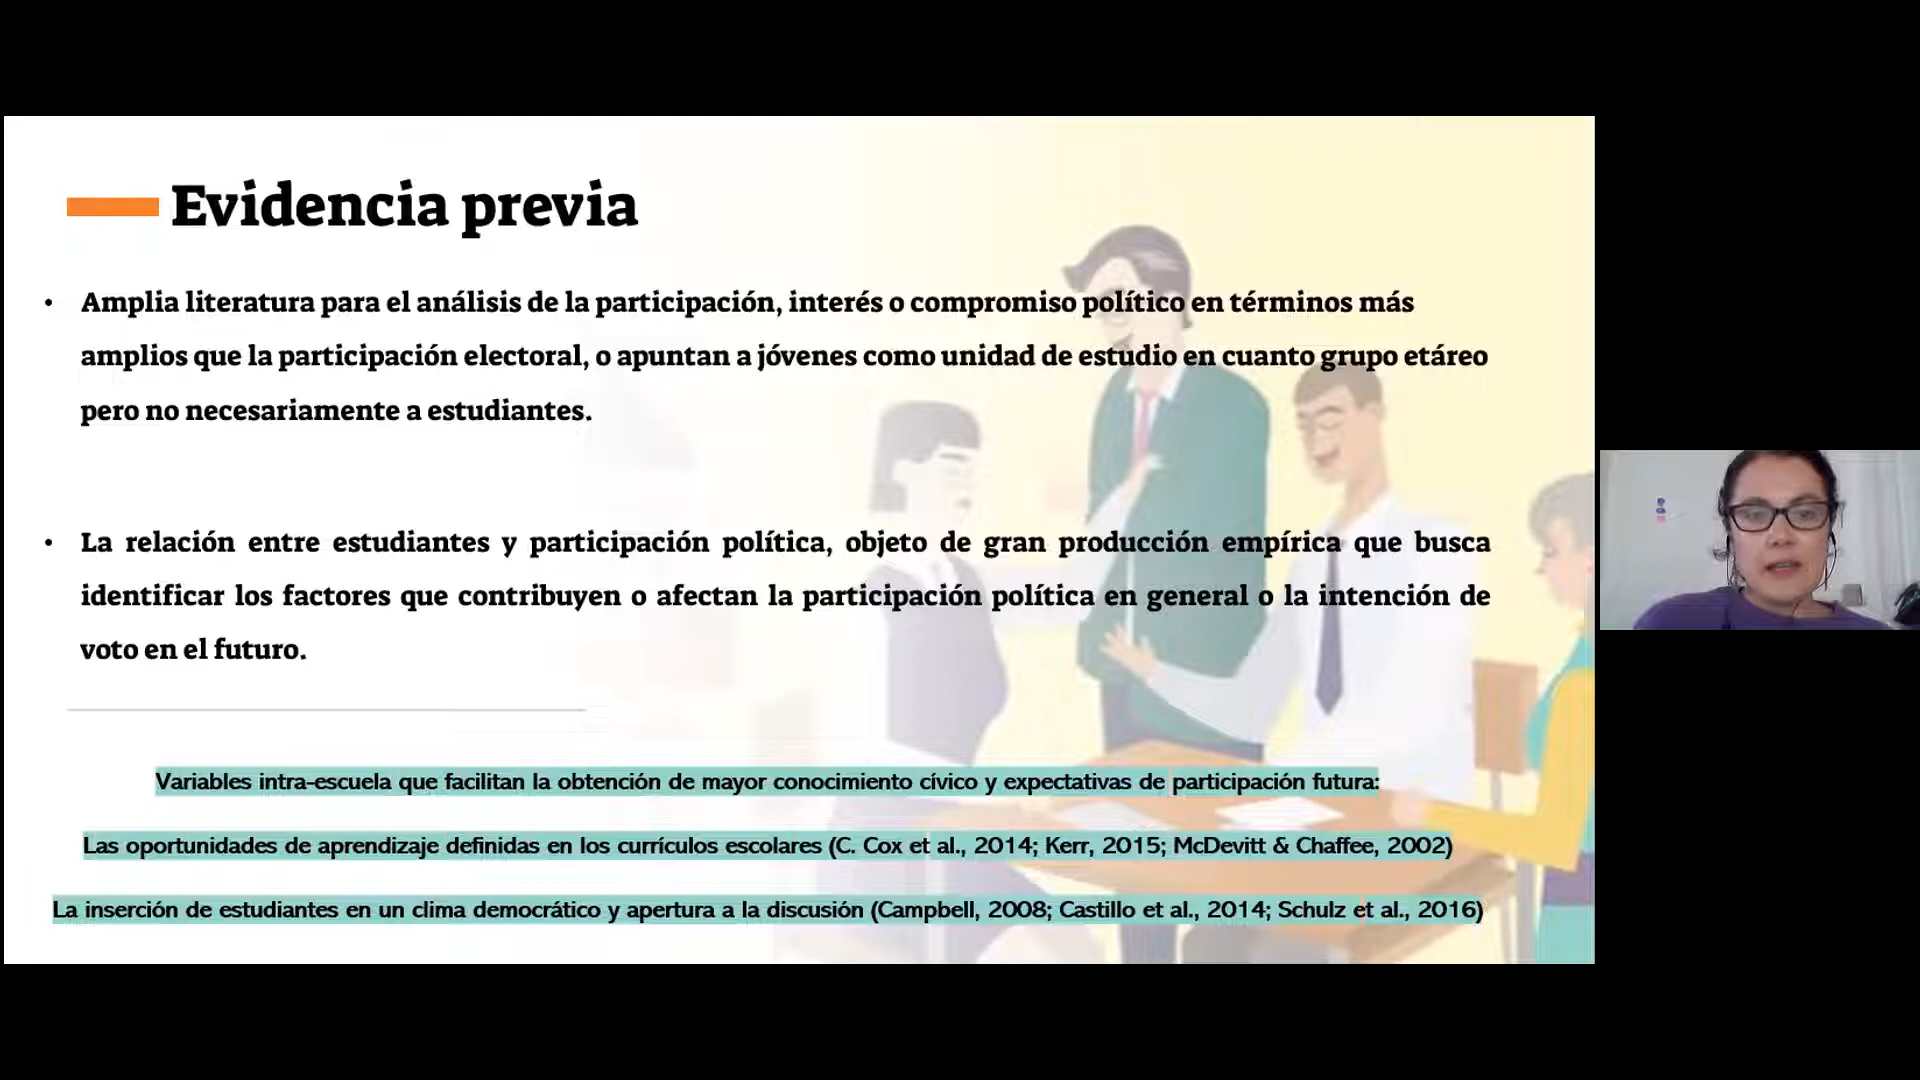 Evidencia previa
• Amplia literatura para el análisis de la participación, interés o compromiso político en términos más
amplios que la participación electoral, o apuntan a jóvenes como unidad de estudio en cuanto grupo etáreo
pero no necesariamente a estudiantes.
• La relación entre estudiantes y participación política, objeto de gran producción empírica que busca
identificar los factores que contribuyen o afectan la participación política en general o la intención de
voto en el futuro.
Variables intra-escuela que facilitan la obtención de mayor conocimiento cívico y expectativas de participación futura:
Las oportunidades de aprendizaje definidas en los currículos escolares (C. Cox et al., 2014; Kerr, 2015; McDevitt & Chaffee, 2002)
La inserción de estudiantes en un clima democrático y apertura a la discusión (Campbell, 2008; Castillo et al., 2014; Schulz et al., 2016)